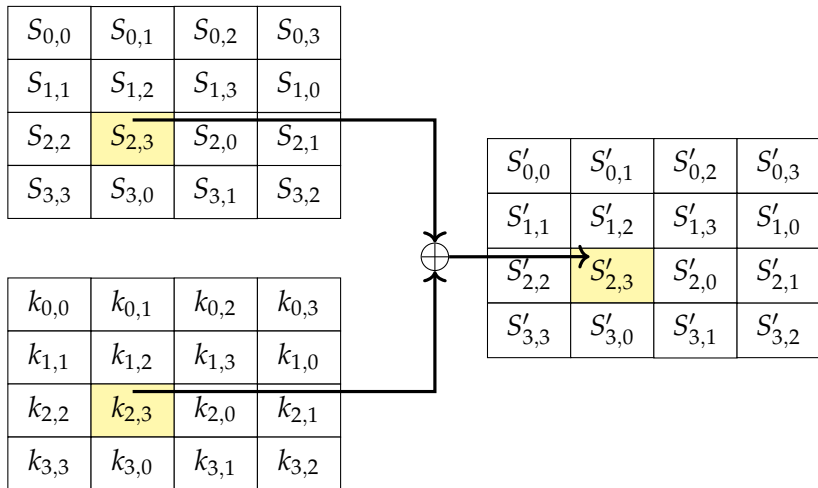 S0,0 S0,1 S0,2 S0,3
S1,1 S1,2 S1,3 S1,0
S2,2 S2,3 S2,0 S2,1
S3,3 S3,0 S3,1 S3,2
S′0,0 S′0,1 S′0,2 S′0,3
S′1,1 S′1,2 S′1,3 S′1,0
S′2,2 S′2,3 S′2,0 S′2,1
S′3,3 S′3,0 S′3,1 S′3,2
k0,0 k0,1 k0,2 k0,3
k1,1 k1,2 k1,3 k1,0
k2,2 k2,3 k2,0 k2,1
k3,3 k3,0 k3,1 k3,2